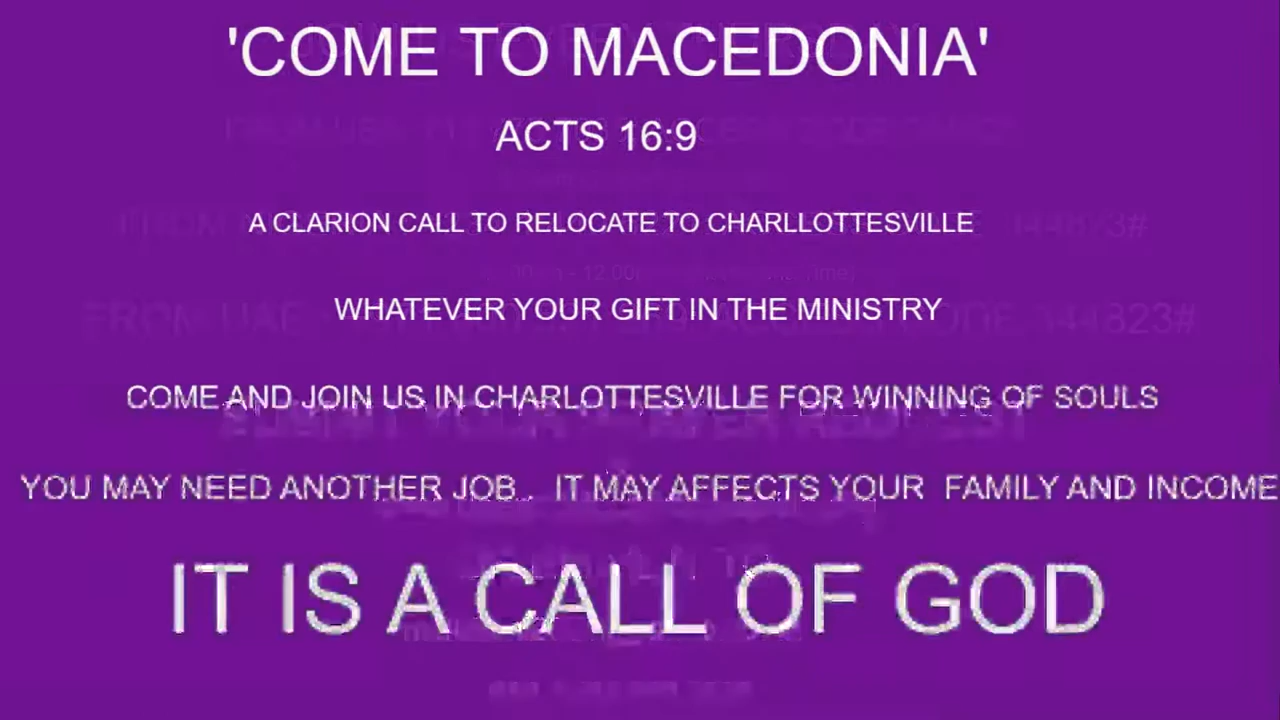 'COME TO MACEDONIA'
ACTS 16:9
A CLARION CALL TO RELOCATE TO CHARLLOTTESVILLE
WHATEVER YOUR GIFT IN THE MINISTRY
COME AND JOIN US IN CHARLOTTESVILLE FOR WINNING OF SOULS
YOU MAY NEED ANOTHER JOB.. IT MAY AFFECTS YOUR FAMILY AND INCOME
IT IS A CALL OF GOD